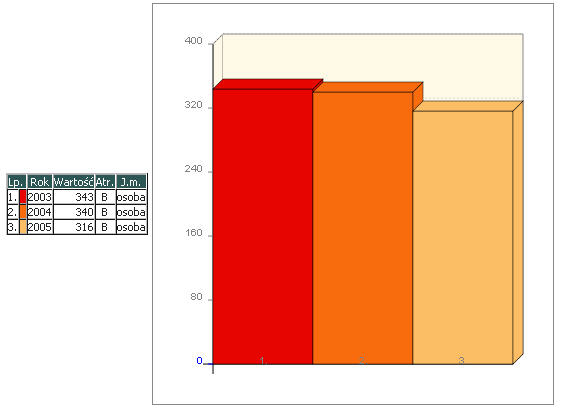 Lp. Rok Wartość Atr. J.m.
1. 2003 343 B osoba
2. 2004 340 B osoba
3. 2005 316 B osoba
400
320
240
160
80
0
1 2 3